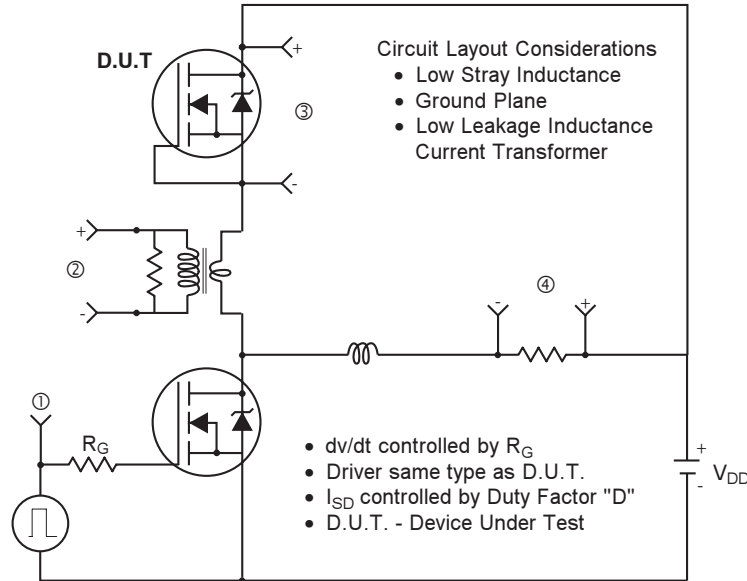 D.U.T
+
③
-
Circuit Layout Considerations
• Low Stray Inductance
• Ground Plane
• Low Leakage Inductance
Current Transformer
+
②
-
④
- +
①
R_G
• dv/dt controlled by R_G
• Driver same type as D.U.T.
• I_SD controlled by Duty Factor "D"
• D.U.T. - Device Under Test
+
V_DD
-